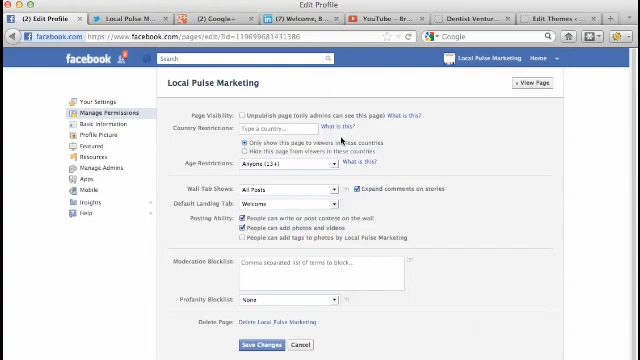 Edit Profile
Edit Profile
Local Pulse M...
(2) Google+
Welcome, B...
YouTube – Br...
Dentist Ventur...
Edit Themes ‹ ...
facebook.com
https://www.facebook.com/pages/edit/?id=119699681431386
Google
facebook
Search
Local Pulse Marketing
Home
Local Pulse Marketing
›› View Page
Your Settings
Manage Permissions
Basic Information
Profile Picture
Featured
Resources
Manage Admins
Apps
Mobile
Insights
Help
Page Visibility: Unpublish page (only admins can see this page) What is this?
Country Restrictions: Type a country... What is this?
Only show this page to viewers in these countries
Hide this page from viewers in these countries
Age Restrictions: Anyone (13+) What is this?
Wall Tab Shows: All Posts [?] Expand comments on stories
Default Landing Tab: Welcome
Posting Ability: People can write or post content on the wall
People can add photos and videos
People can add tags to photos by Local Pulse Marketing
Moderation Blocklist: Comma separated list of terms to block... [?]
Profanity Blocklist: None [?]
Delete Page: Delete Local Pulse Marketing
Save Changes
Cancel